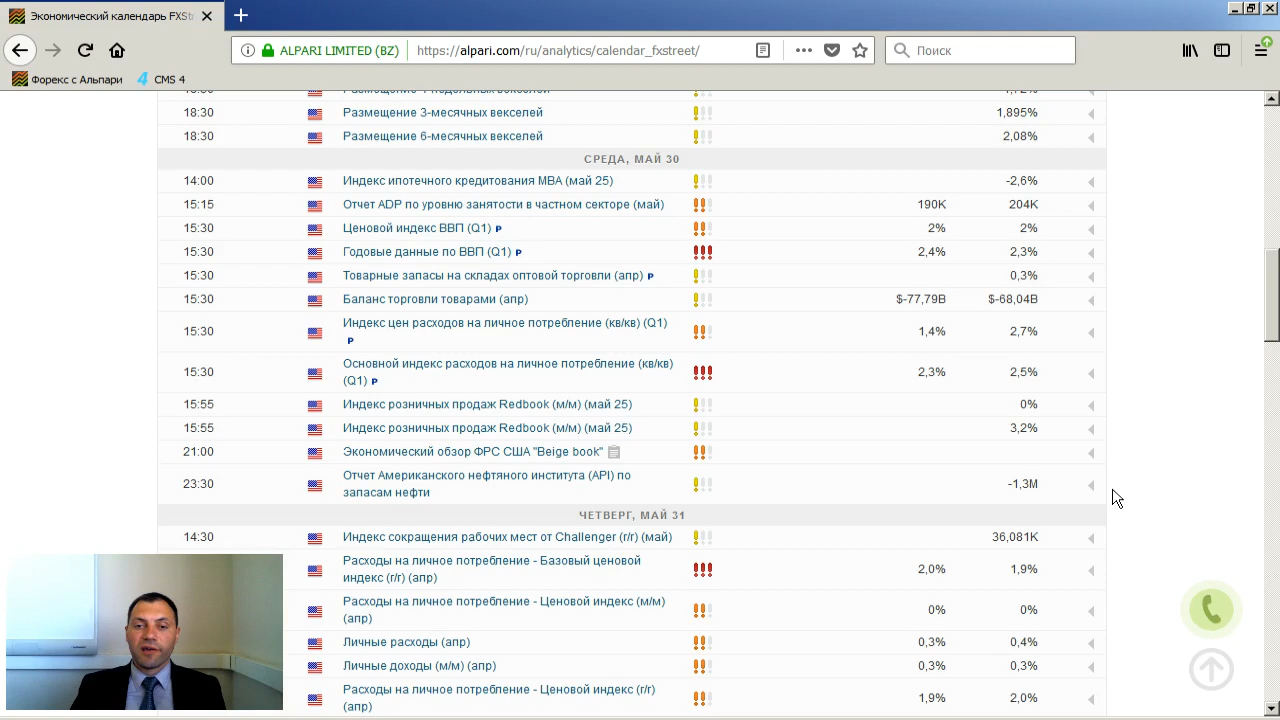 Экономический календарь FXStr
ALPARI LIMITED (BZ)
https://alpari.com/ru/analytics/calendar_fxstreet/
Поиск
Форекс с Альпари
CMS 4
18:30 Размещение 3-месячных векселей 1,895%
18:30 Размещение 6-месячных векселей 2,08%
СРЕДА, МАЙ 30
14:00 Индекс ипотечного кредитования MBA (май 25) -2,6%
15:15 Отчет ADP по уровню занятости в частном секторе (май) 190K 204K
15:30 Ценовой индекс ВВП (Q1) P 2% 2%
15:30 Годовые данные по ВВП (Q1) P 2,4% 2,3%
15:30 Товарные запасы на складах оптовой торговли (апр) P 0,3%
15:30 Баланс торговли товарами (апр) $-77,79B $-68,04B
15:30 Индекс цен расходов на личное потребление (кв/кв) (Q1) 1,4% 2,7%
P
15:30 Основной индекс расходов на личное потребление (кв/кв) 2,3% 2,5%
(Q1) P
15:55 Индекс розничных продаж Redbook (м/м) (май 25) 0%
15:55 Индекс розничных продаж Redbook (м/м) (май 25) 3,2%
21:00 Экономический обзор ФРС США "Beige book"
23:30 Отчет Американского нефтяного института (API) по -1,3M
запасам нефти
ЧЕТВЕРГ, МАЙ 31
14:30 Индекс сокращения рабочих мест от Challenger (г/г) (май) 36,081K
Расходы на личное потребление - Базовый ценовой 2,0% 1,9%
индекс (г/г) (апр)
Расходы на личное потребление - Ценовой индекс (м/м) 0% 0%
(апр)
Личные расходы (апр) 0,3% 0,4%
Личные доходы (м/м) (апр) 0,3% 0,3%
Расходы на личное потребление - Ценовой индекс (г/г) 1,9% 2,0%
(апр)